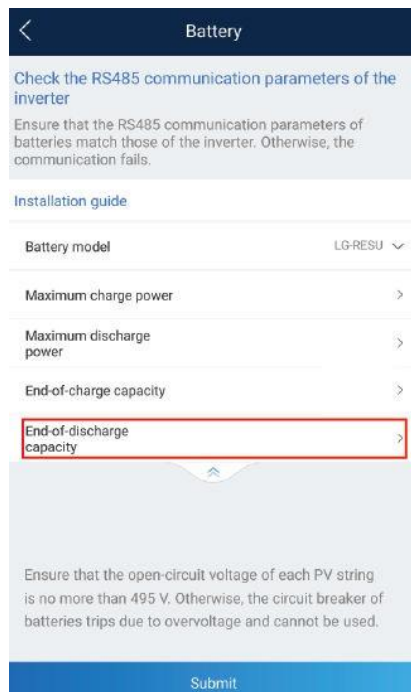 Battery
Check the RS485 communication parameters of the
inverter
Ensure that the RS485 communication parameters of
batteries match those of the inverter. Otherwise, the
communication fails.
Installation guide
Battery model LG-RESU
Maximum charge power
Maximum discharge
power
End-of-charge capacity
End-of-discharge
capacity
Ensure that the open-circuit voltage of each PV string
is no more than 495 V. Otherwise, the circuit breaker of
batteries trips due to overvoltage and cannot be used.
Submit